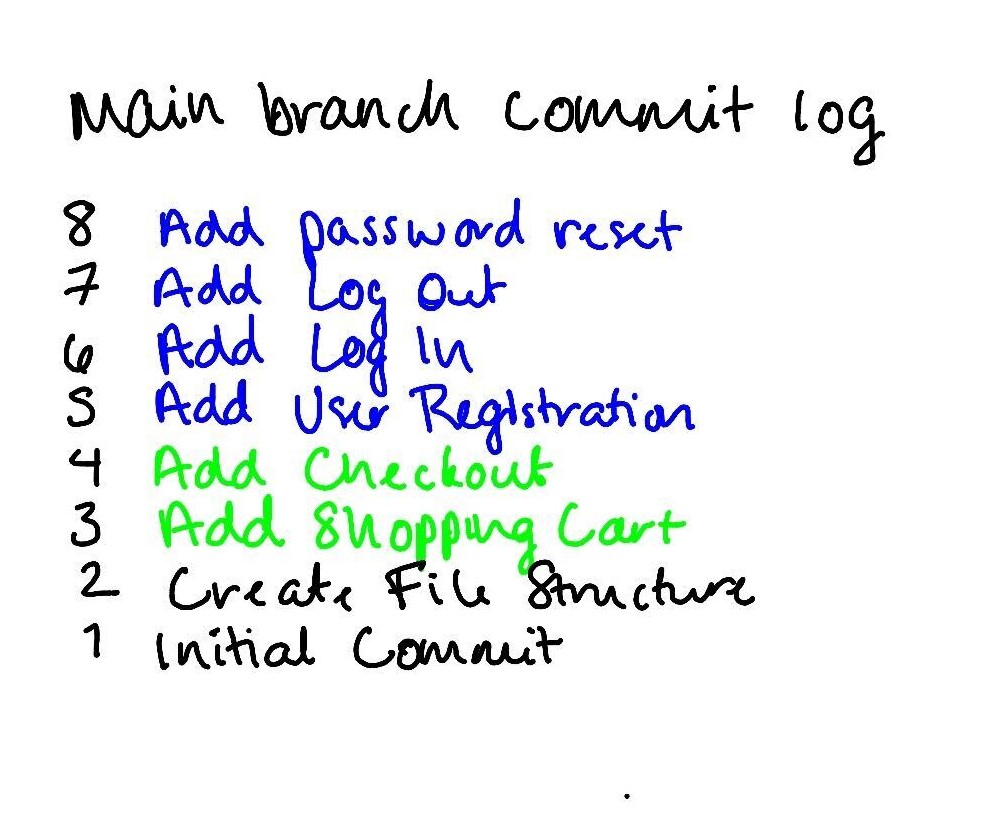 Main branch commit log
8 Add password reset
7 Add Log Out
6 Add Log In
5 Add User Registration
4 Add Checkout
3 Add Shopping Cart
2 Create File Structure
1 Initial Commit